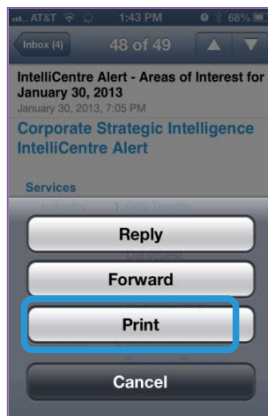 AT&T 1:43 PM 68%
Inbox (4) 48 of 49
IntelliCentre Alert - Areas of Interest for
January 30, 2013
January 30, 2013, 7:05 PM
Corporate Strategic Intelligence
IntelliCentre Alert
Services
Reply
Forward
Print
Cancel